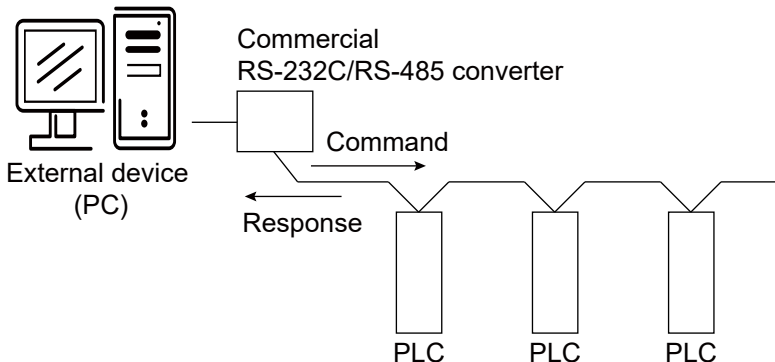 Commercial
RS-232C/RS-485 converter
Command
External device
(PC)
Response
PLC
PLC
PLC